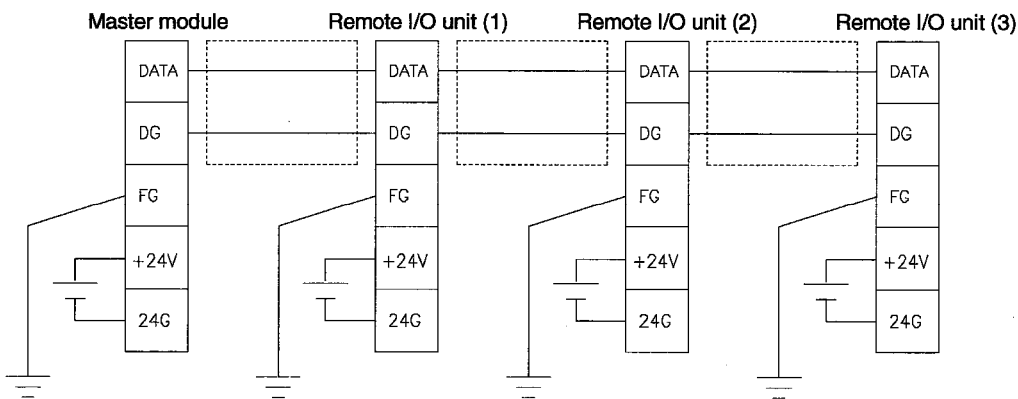 Master module Remote I/O unit (1) Remote I/O unit (2) Remote I/O unit (3)
DATA DATA DATA DATA
DG DG DG DG
FG FG FG FG
+24V +24V +24V +24V
24G 24G 24G 24G